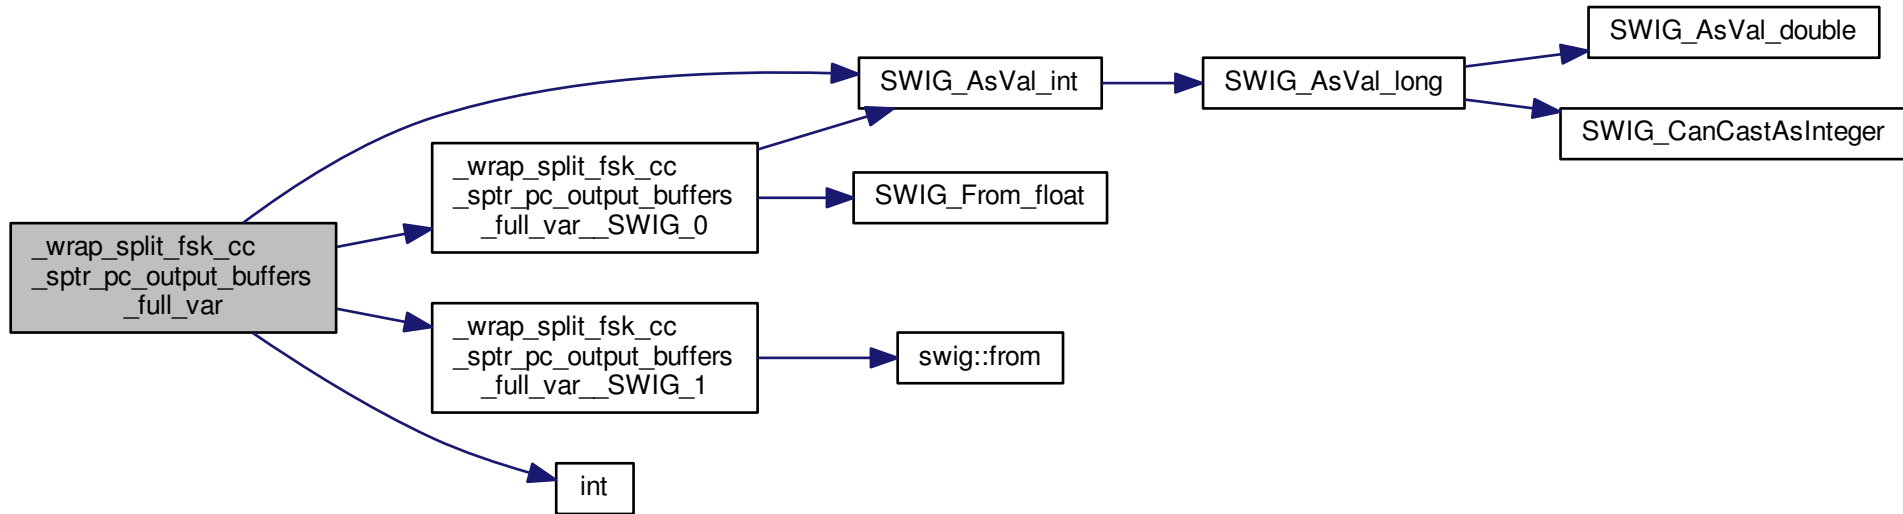 _wrap_split_fsk_cc
_sptr_pc_output_buffers
_full_var
_wrap_split_fsk_cc
_sptr_pc_output_buffers
_full_var__SWIG_0
_wrap_split_fsk_cc
_sptr_pc_output_buffers
_full_var__SWIG_1
int
SWIG_AsVal_int
SWIG_From_float
swig::from
SWIG_AsVal_long
SWIG_AsVal_double
SWIG_CanCastAsInteger